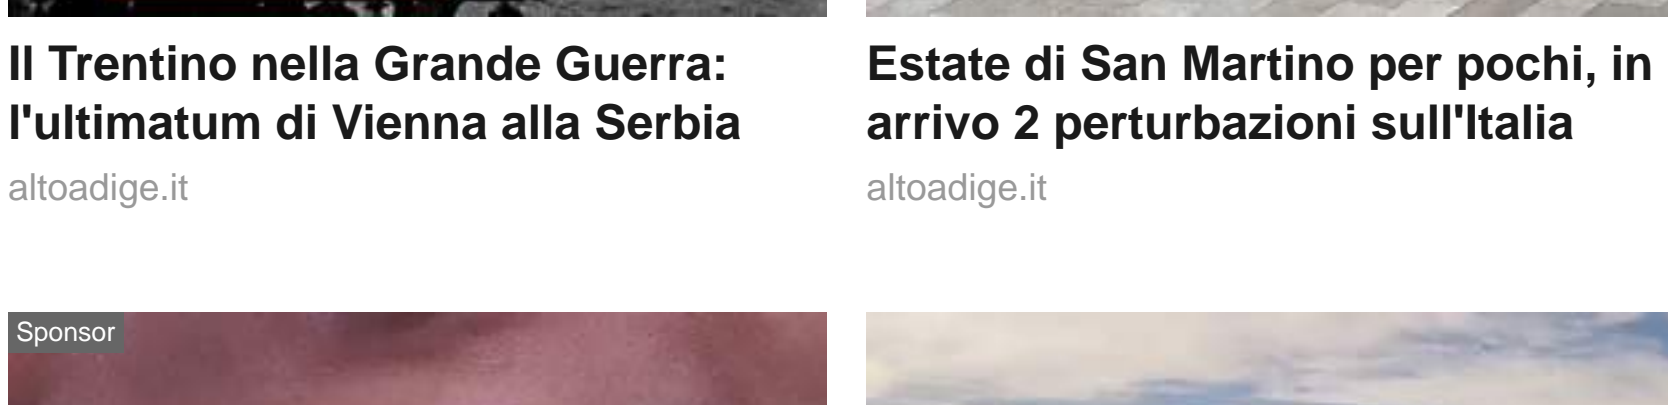 Il Trentino nella Grande Guerra:
l'ultimatum di Vienna alla Serbia
altoadige.it
Estate di San Martino per pochi, in
arrivo 2 perturbazioni sull'Italia
altoadige.it
Sponsor